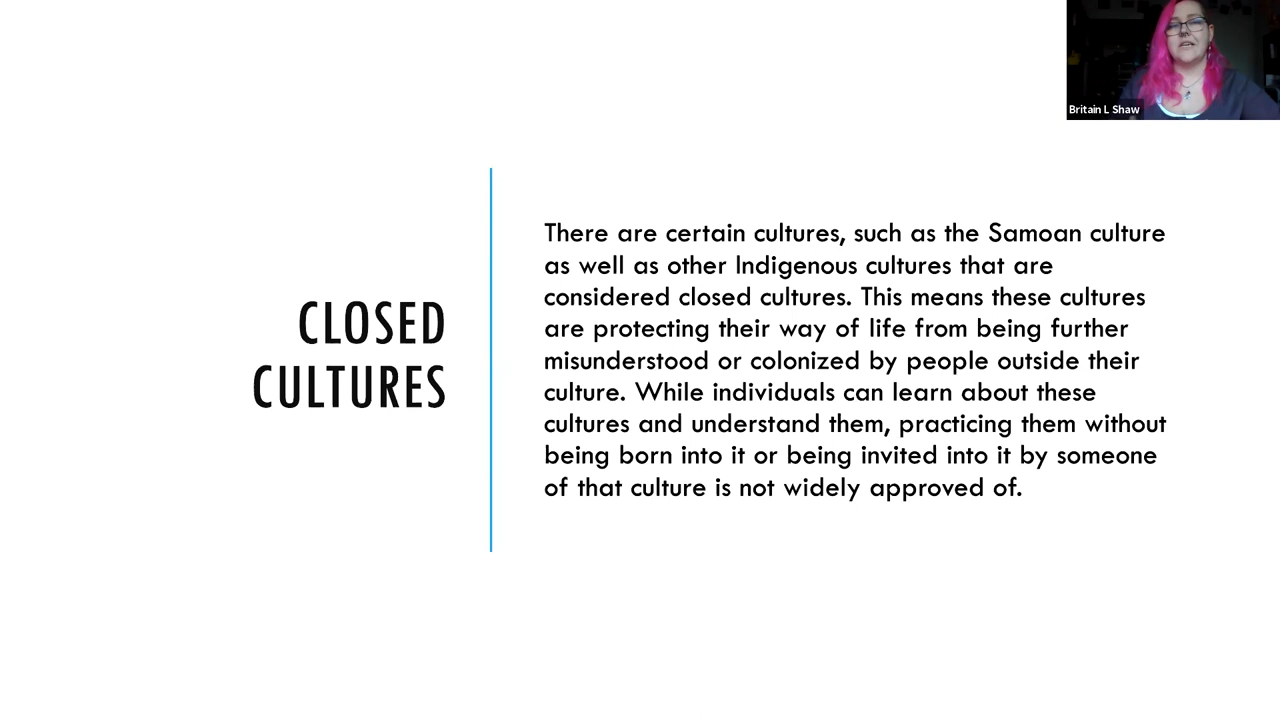 Britain L Shaw
CLOSED
CULTURES
There are certain cultures, such as the Samoan culture
as well as other Indigenous cultures that are
considered closed cultures. This means these cultures
are protecting their way of life from being further
misunderstood or colonized by people outside their
culture. While individuals can learn about these
cultures and understand them, practicing them without
being born into it or being invited into it by someone
of that culture is not widely approved of.